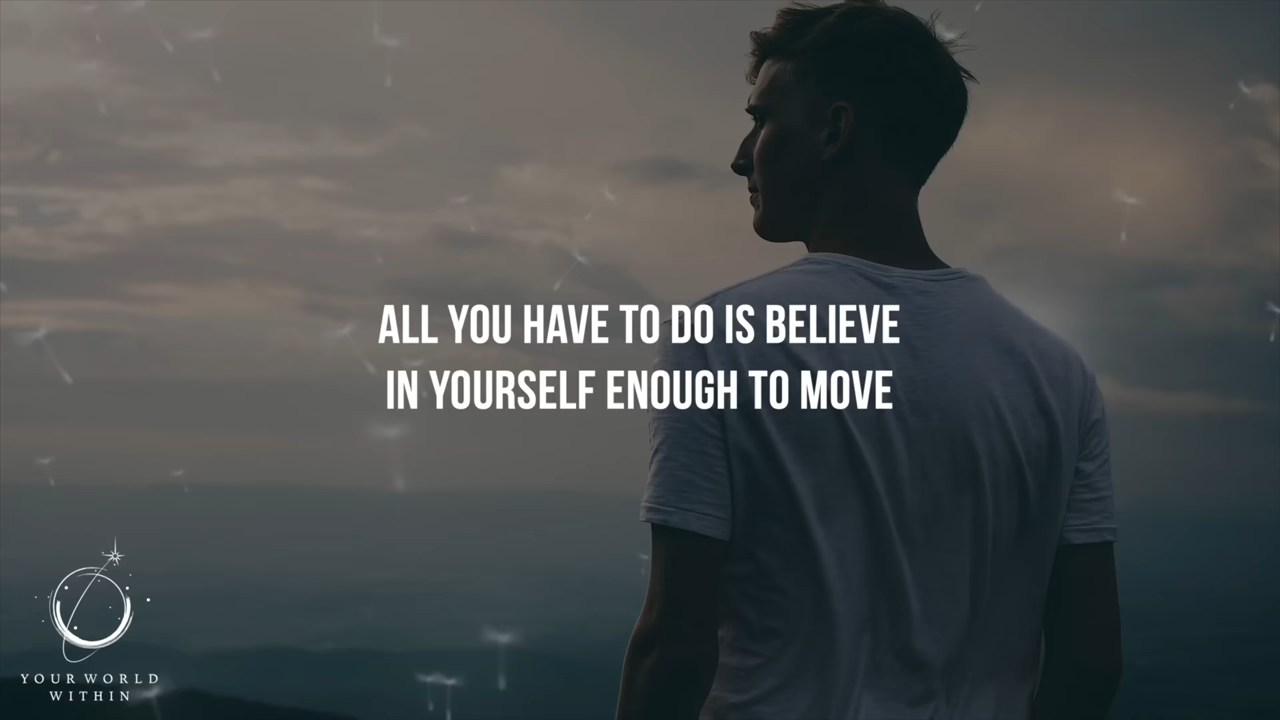 ALL YOU HAVE TO DO IS BELIEVE
IN YOURSELF ENOUGH TO MOVE
YOUR WORLD
WITHIN